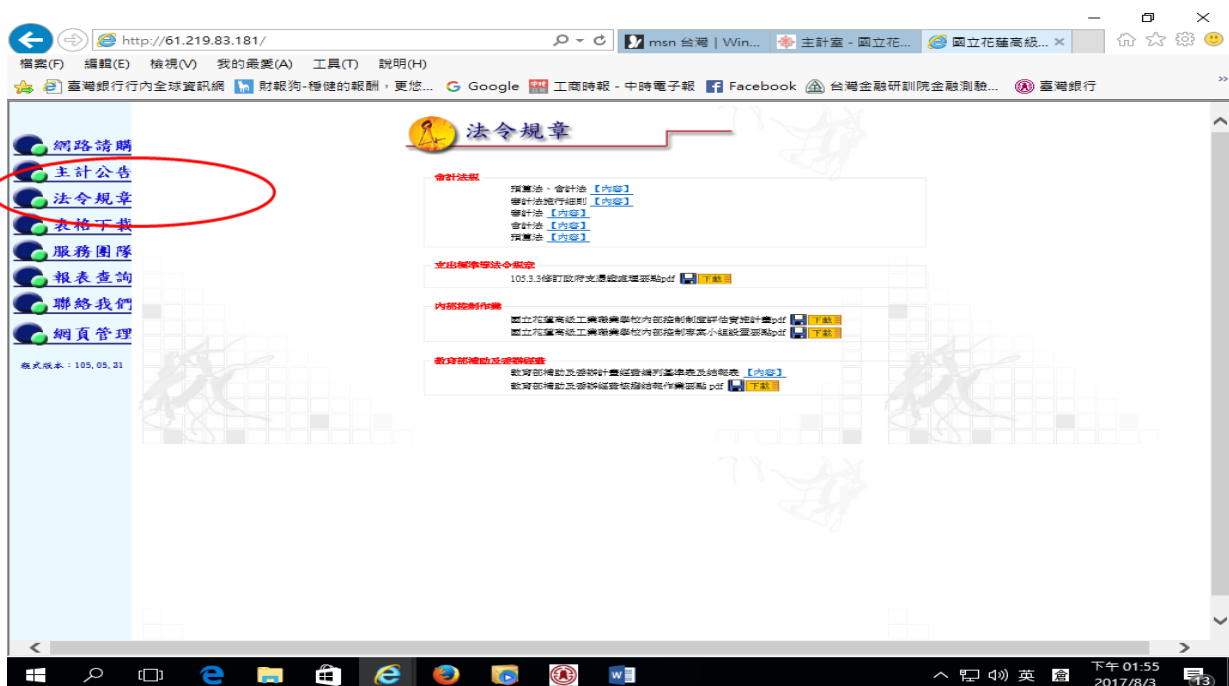 http://61.219.83.181/
msn 台灣 | Win...
主計室 - 國立花...
國立花蓮高級...
檔案(F) 編輯(E) 檢視(V) 我的最愛(A) 工具(T) 說明(H)
臺灣銀行行內全球資訊網 財報狗-穩健的報酬，更悠... Google 工商時報 - 中時電子報 Facebook 台灣金融研訓院金融測驗... 臺灣銀行
網路請購
主計公告
法令規章
表格下載
服務團隊
報表查詢
聯絡我們
網頁管理
程式版本：105,05,31
法令規章
會計法規
預算法、會計法【內容】
審計法施行細則【內容】
審計法【內容】
會計法【內容】
預算法【內容】
支出標準等法令規章
105.3.3修訂政府支憑證處理要點pdf 下載
內部控制作業
國立花蓮高級工業職業學校內部控制制度評估實施計畫pdf 下載
國立花蓮高級工業職業學校內部控制專案小組設置要點pdf 下載
教育部補助及委辦經費
教育部補助及委辦計畫經費編列基準表及結報表【內容】
教育部補助及委辦經費核撥結報作業要點 pdf 下載
英
下午 01:55
2017/8/3
13